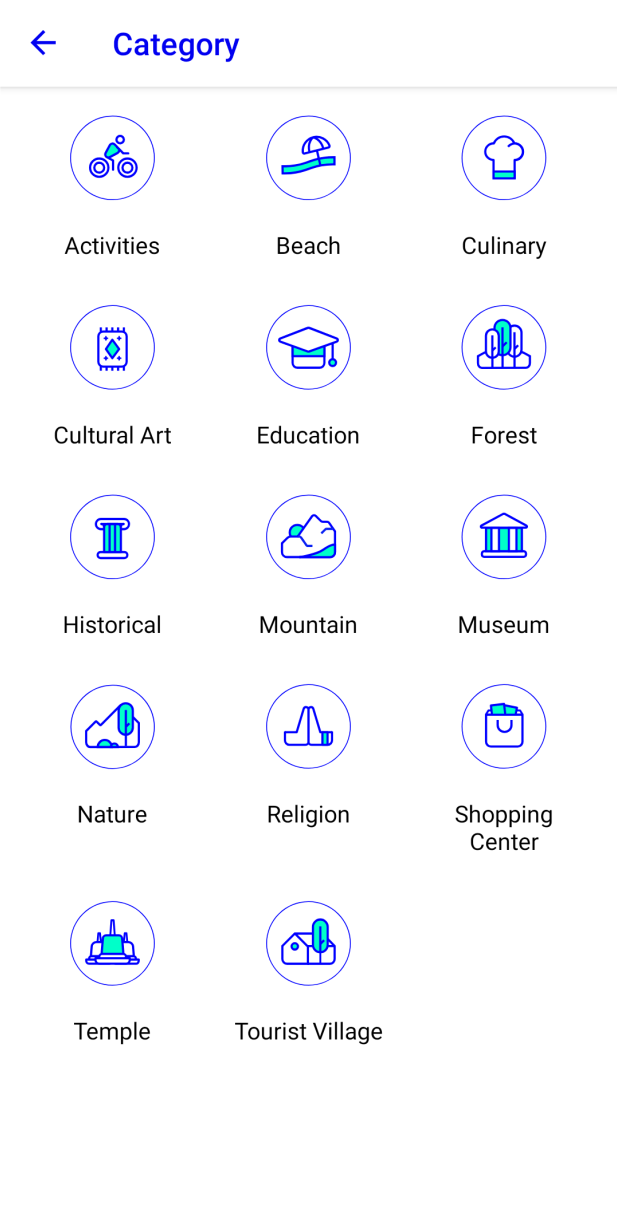 Category
Activities
Beach
Culinary
Cultural Art
Education
Forest
Historical
Mountain
Museum
Nature
Religion
Shopping
Center
Temple
Tourist Village